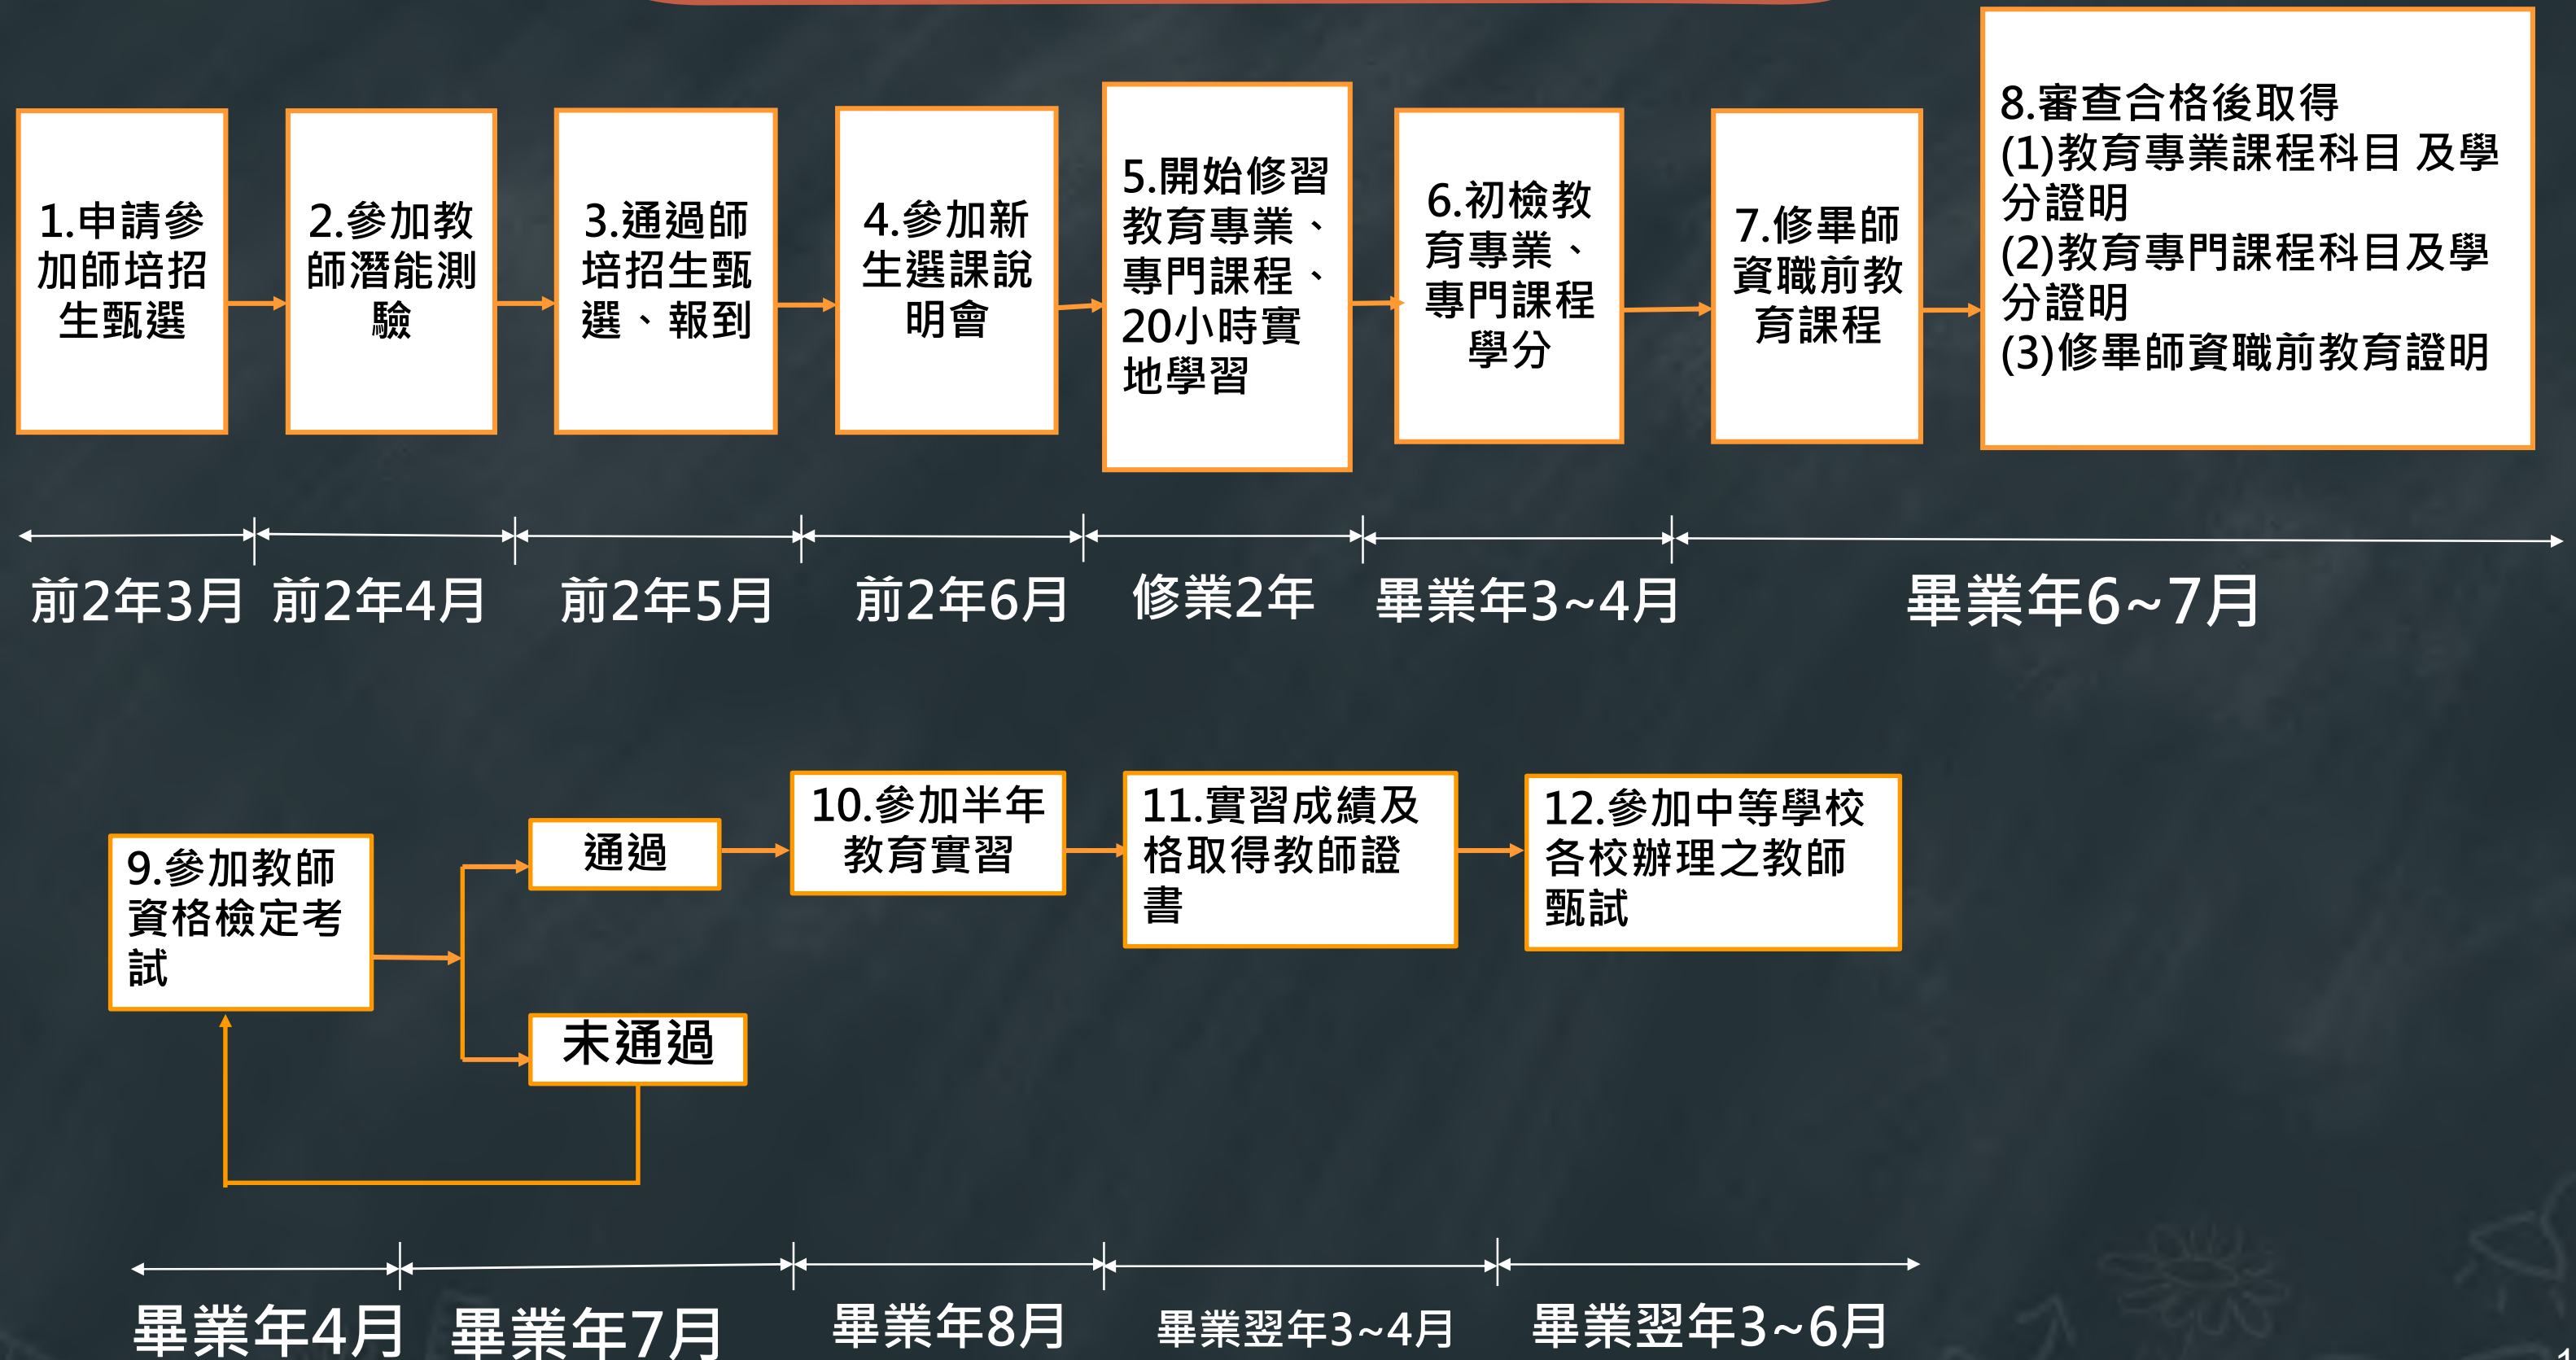 1.申請參
加師培招
生甄選
2.參加教
師潛能測
驗
3.通過師
培招生甄
選、報到
4.參加新
生選課說
明會
5.開始修習
教育專業、
專門課程、
20小時實
地學習
6.初檢教
育專業、
專門課程
學分
7.修畢師
資職前教
育課程
8.審查合格後取得
(1)教育專業課程科目 及學
分證明
(2)教育專門課程科目及學
分證明
(3)修畢師資職前教育證明
前2年3月
前2年4月
前2年5月
前2年6月
修業2年
畢業年3~4月
畢業年6~7月
9.參加教師
資格檢定考
試
通過
未通過
10.參加半年
教育實習
11.實習成績及
格取得教師證
書
12.參加中等學校
各校辦理之教師
甄試
畢業年4月
畢業年7月
畢業年8月
畢業翌年3~4月
畢業翌年3~6月